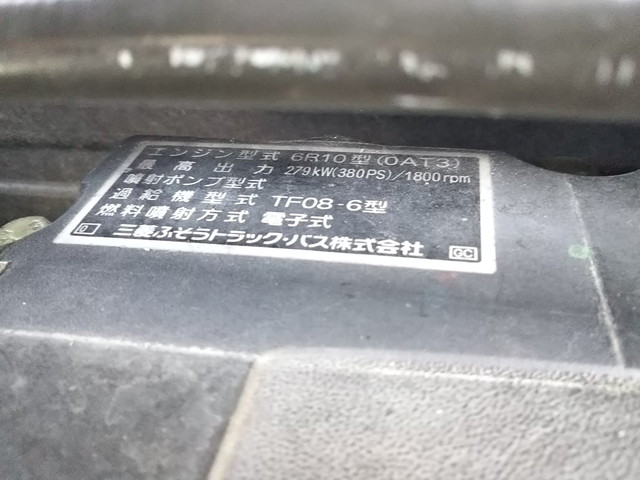 エンジン型式 6R10型(0AT3)
最高出力 279kW(380PS)/1800rpm
噴射ポンプ型式
過給機型式 TF08-6型
燃料噴射方式 電子式
三菱ふそうトラック・バス株式会社 GC